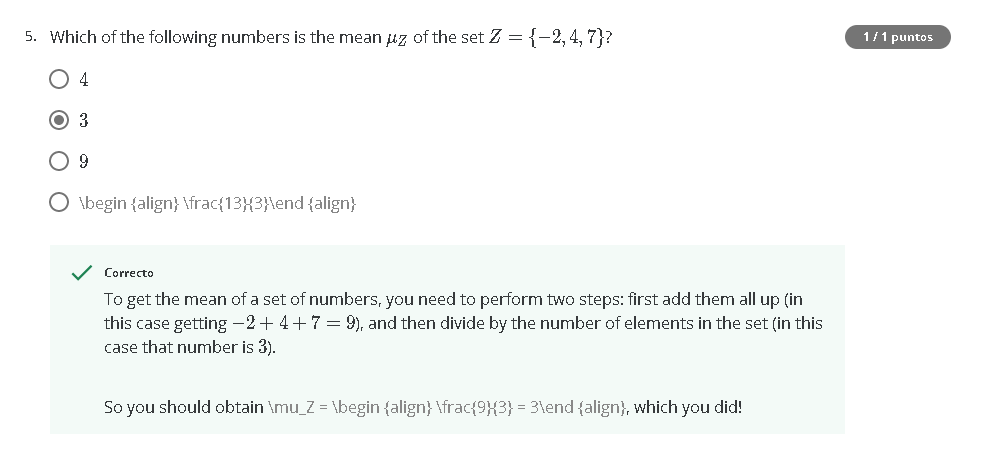 5. Which of the following numbers is the mean μZ of the set Z = {−2, 4, 7}?
1 / 1 puntos
4
3
9
\begin {align} \frac{13}{3}\end {align}
Correcto
To get the mean of a set of numbers, you need to perform two steps: first add them all up (in
this case getting −2 + 4 + 7 = 9), and then divide by the number of elements in the set (in this
case that number is 3).
So you should obtain \mu_Z = \begin {align} \frac{9}{3} = 3\end {align}, which you did!